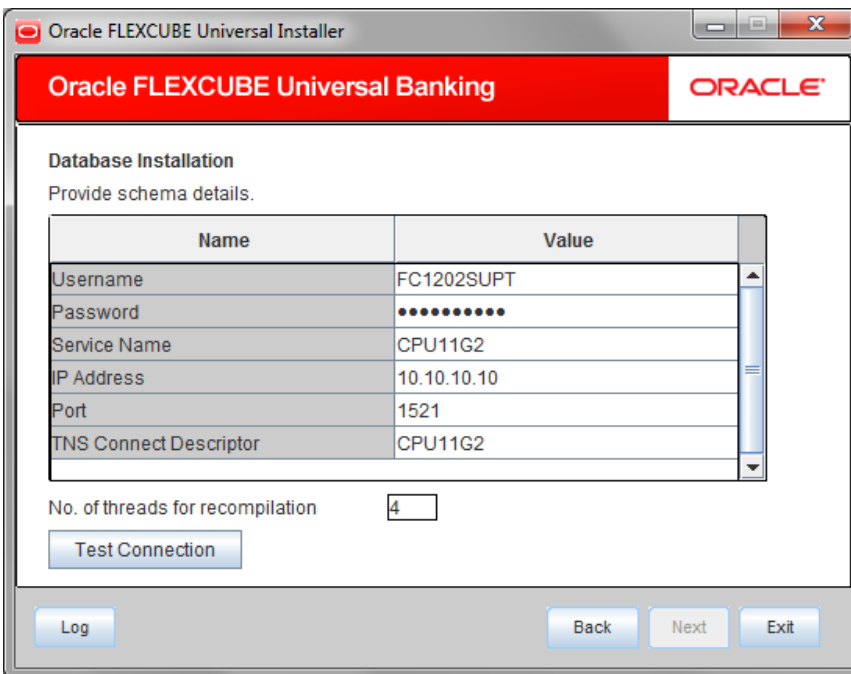 Oracle FLEXCUBE Universal Installer
Oracle FLEXCUBE Universal Banking
ORACLE
Database Installation
Provide schema details.
Name Value
Username FC1202SUPT
Password ••••••••••
Service Name CPU11G2
IP Address 10.10.10.10
Port 1521
TNS Connect Descriptor CPU11G2
No. of threads for recompilation 4
Test Connection
Log Back Next Exit